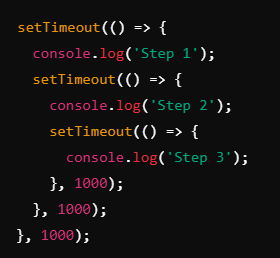 setTimeout(() => {
  console.log('Step 1');
  setTimeout(() => {
    console.log('Step 2');
    setTimeout(() => {
      console.log('Step 3');
    }, 1000);
  }, 1000);
}, 1000);